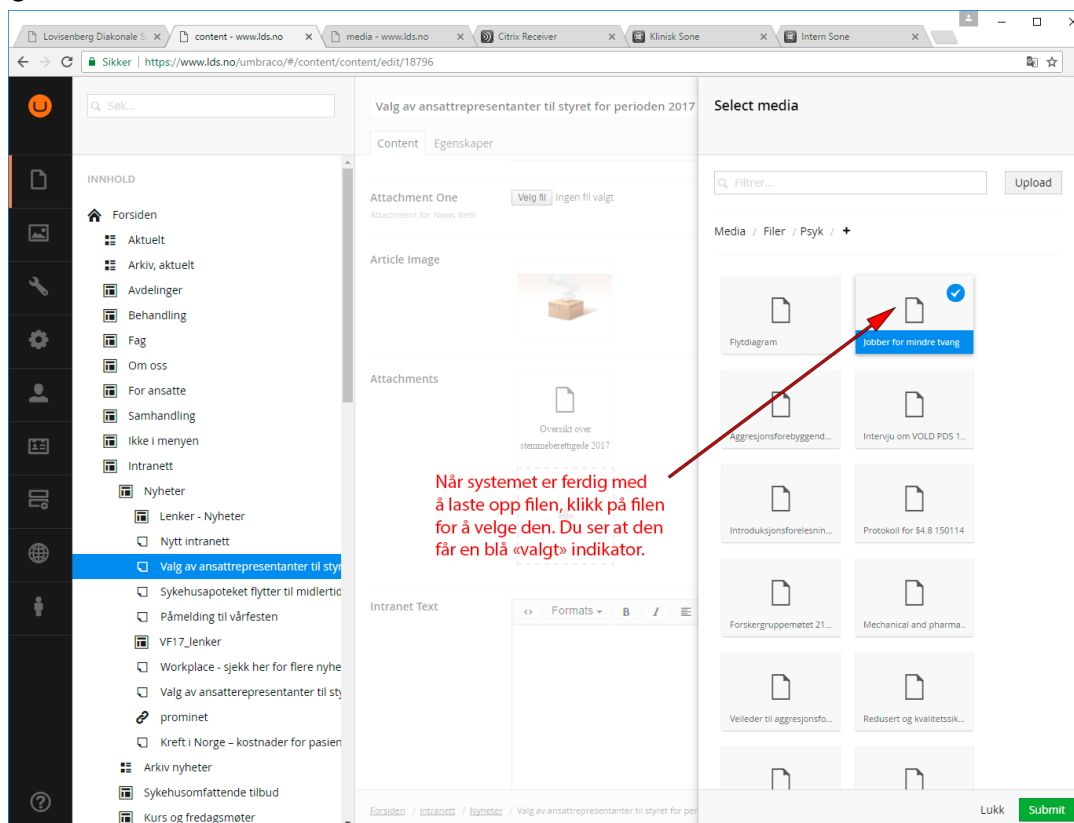 Lovisenberg Diakonale S
content - www.lds.no
media - www.lds.no
Citrix Receiver
Klinisk Sone
Intern Sone
Sikker
https://www.lds.no/umbraco/#/content/content/edit/18796
Søk...
INNHOLD
Forsiden
Aktuelt
Arkiv, aktuelt
Avdelinger
Behandling
Fag
Om oss
For ansatte
Samhandling
Ikke i menyen
Intranett
Nyheter
Lenker - Nyheter
Nytt intranett
Valg av ansattrepresentanter til styr
Sykehusapoteket flytter til midlertid
Påmelding til vårfesten
VF17_lenker
Workplace - sjekk her for flere nyhe
Valg av ansatterepresentanter til sty
prominet
Kreft i Norge – kostnader for pasien
Arkiv nyheter
Sykehusomfattende tilbud
Kurs og fredagsmøter
Valg av ansattrepresentanter til styret for perioden 2017
Content
Egenskaper
Attachment One
Attachment for News Item
Velg fil
Ingen fil valgt
Article Image
Attachments
Oversikt over
stemmeberettigede 2017
Når systemet er ferdig med
å laste opp filen, klikk på filen
for å velge den. Du ser at den
får en blå «valgt» indikator.
Intranet Text
Formats
B
I
Forsiden / Intranett / Nyheter / Valg av ansattrepresentanter til styret for per
Select media
Filtrer...
Upload
Media / Filer / Psyk / +
Flytdiagram
Jobber for mindre tvang
Aggresjonsforebyggend...
Intervju om VOLD PDS 1..
Introduksjonsforelesnin...
Protokoll for §4.8 150114
Forskergruppemøtet 21...
Mechanical and pharma..
Veileder til aggresjonsfo...
Redusert og kvalitetssik...
Lukk
Submit